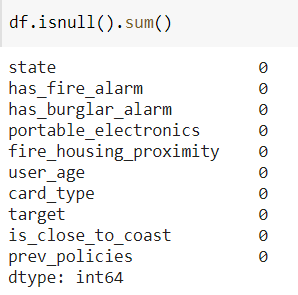 df.isnull().sum()
state 0
has_fire_alarm 0
has_burglar_alarm 0
portable_electronics 0
fire_housing_proximity 0
user_age 0
card_type 0
target 0
is_close_to_coast 0
prev_policies 0
dtype: int64